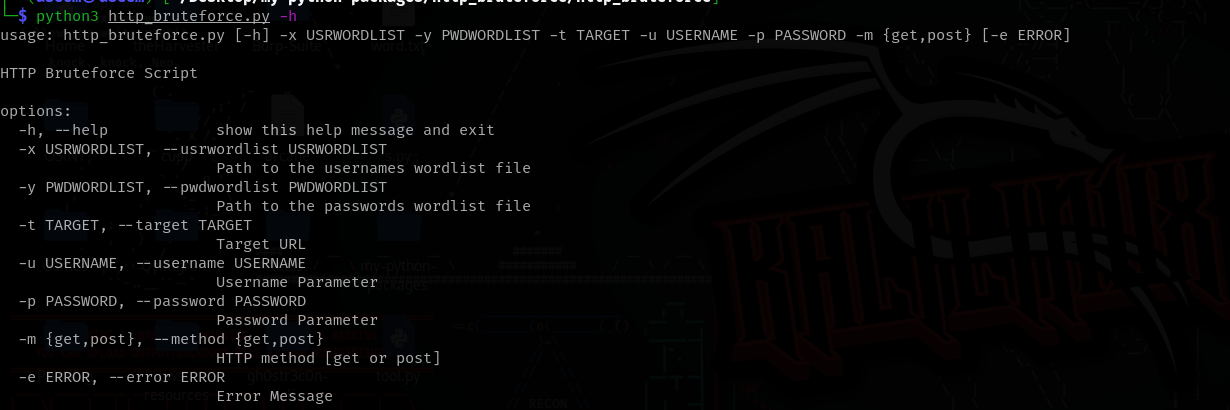 $ python3 http_bruteforce.py -h
usage: http_bruteforce.py [-h] -x USRWORDLIST -y PWDWORDLIST -t TARGET -u USERNAME -p PASSWORD -m {get,post} [-e ERROR]
HTTP Bruteforce Script
options:
-h, --help show this help message and exit
-x USRWORDLIST, --usrwordlist USRWORDLIST
Path to the usernames wordlist file
-y PWDWORDLIST, --pwdwordlist PWDWORDLIST
Path to the passwords wordlist file
-t TARGET, --target TARGET
Target URL
-u USERNAME, --username USERNAME
Username Parameter
-p PASSWORD, --password PASSWORD
Password Parameter
-m {get,post}, --method {get,post}
HTTP method [get or post]
-e ERROR, --error ERROR
Error Message
KALI LINUX